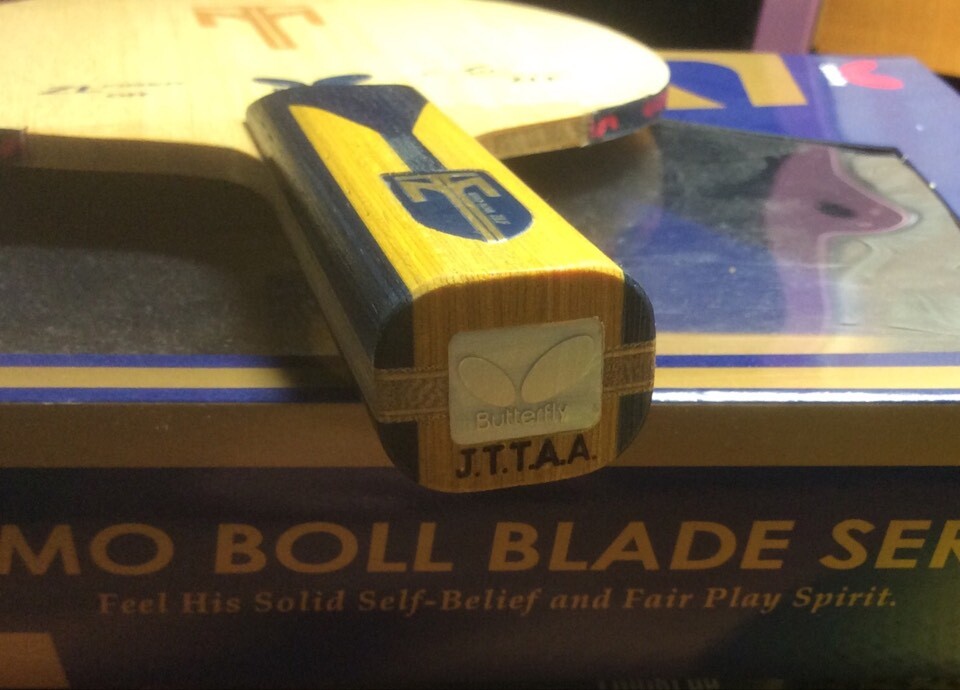 Butterfly
J.T.T.A.A.
MO BOLL BLADE SER
Feel His Solid Self-Belief and Fair Play Spirit.